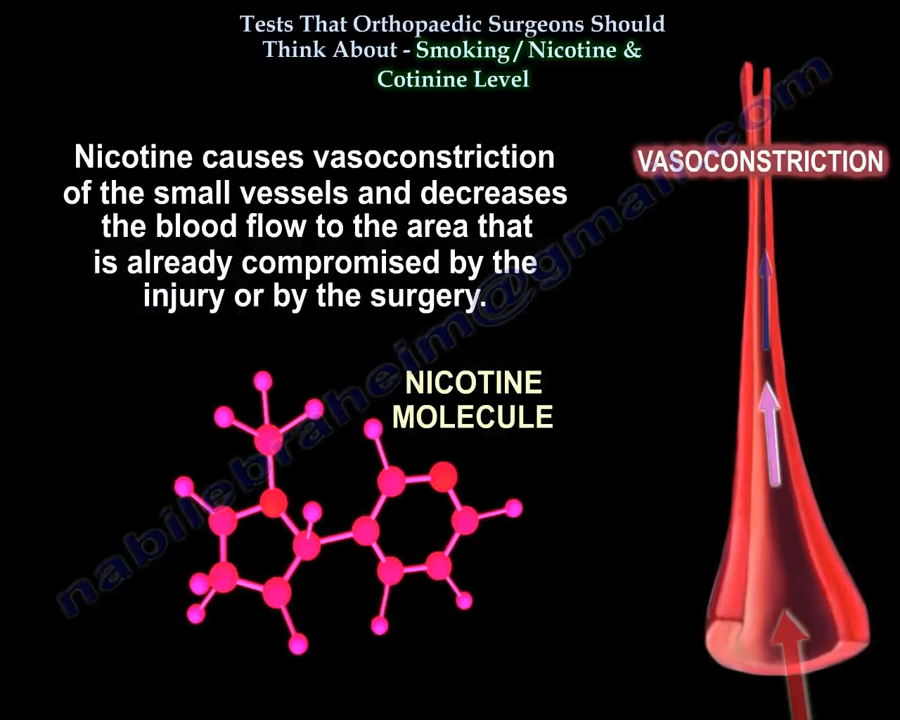 Tests That Orthopaedic Surgeons Should
Think About - Smoking / Nicotine &
Cotinine Level
Nicotine causes vasoconstriction
of the small vessels and decreases
the blood flow to the area that
is already compromised by the
injury or by the surgery.
VASOCONSTRICTION
NICOTINE
MOLECULE
nabilebraheim@gmail.com